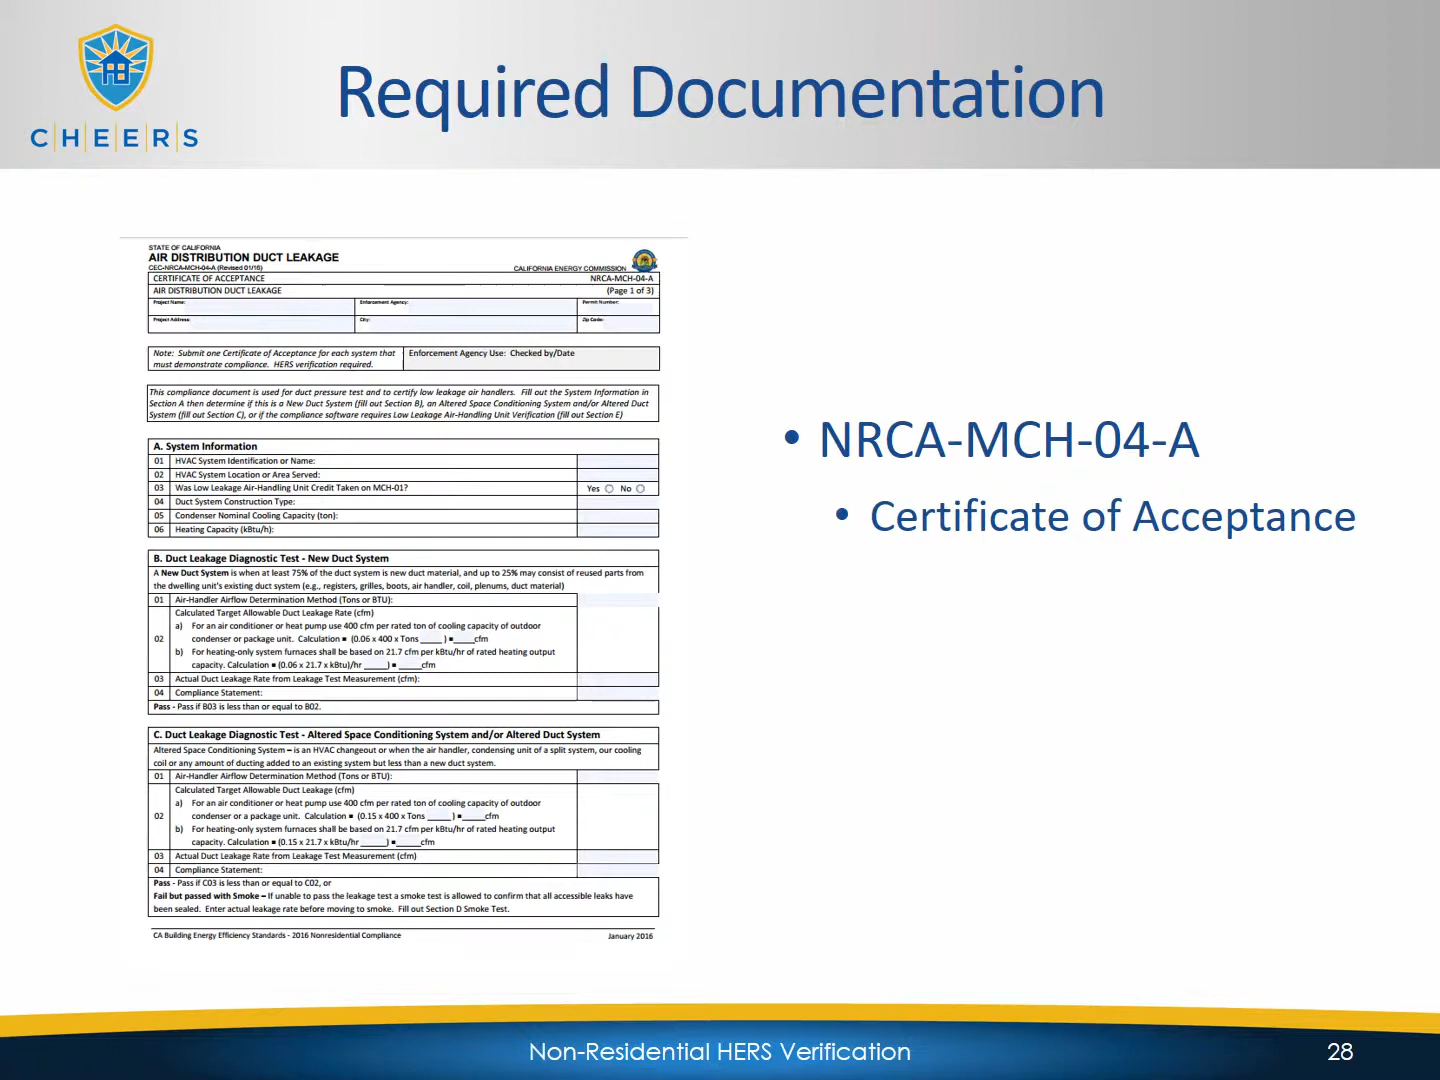 C|H|E|E|R|S
Required Documentation
STATE OF CALIFORNIA
AIR DISTRIBUTION DUCT LEAKAGE
CEC-NRCA-MCH-04-A (Revised 01/16)
CALIFORNIA ENERGY COMMISSION
CERTIFICATE OF ACCEPTANCE NRCA-MCH-04-A
AIR DISTRIBUTION DUCT LEAKAGE (Page 1 of 3)
Project Name: Enforcement Agency: Permit Number:
Project Address: City: Zip Code:
Note: Submit one Certificate of Acceptance for each system that
must demonstrate compliance. HERS verification required.
Enforcement Agency Use: Checked by/Date
This compliance document is used for duct pressure test and to certify low leakage air handlers. Fill out the System Information in
Section A then determine if this is a New Duct System (fill out Section B), an Altered Space Conditioning System and/or Altered Duct
System (fill out Section C), or if the compliance software requires Low Leakage Air-Handling Unit Verification (fill out Section E)
A. System Information
01 HVAC System Identification or Name:
02 HVAC System Location or Area Served:
03 Was Low Leakage Air-Handling Unit Credit Taken on MCH-01? Yes No
04 Duct System Construction Type:
05 Condenser Nominal Cooling Capacity (ton):
06 Heating Capacity (kBtu/h):
B. Duct Leakage Diagnostic Test - New Duct System
A New Duct System is when at least 75% of the duct system is new duct material, and up to 25% may consist of reused parts from
the dwelling unit's existing duct system (e.g., registers, grilles, boots, air handler, coil, plenums, duct material)
01 Air-Handler Airflow Determination Method (Tons or BTU):
Calculated Target Allowable Duct Leakage Rate (cfm)
a) For an air conditioner or heat pump use 400 cfm per rated ton of cooling capacity of outdoor
02 condenser or package unit. Calculation = (0.06 x 400 x Tons ____ ) =____cfm
b) For heating-only system furnaces shall be based on 21.7 cfm per kBtu/hr of rated heating output
capacity. Calculation = (0.06 x 21.7 x kBtu)/hr ____) = ____cfm
03 Actual Duct Leakage Rate from Leakage Test Measurement (cfm):
04 Compliance Statement:
Pass - Pass if B03 is less than or equal to B02.
C. Duct Leakage Diagnostic Test - Altered Space Conditioning System and/or Altered Duct System
Altered Space Conditioning System – is an HVAC changeout or when the air handler, condensing unit of a split system, our cooling
coil or any amount of ducting added to an existing system but less than a new duct system.
01 Air-Handler Airflow Determination Method (Tons or BTU):
Calculated Target Allowable Duct Leakage (cfm)
a) For an air conditioner or heat pump use 400 cfm per rated ton of cooling capacity of outdoor
02 condenser or a package unit. Calculation = (0.15 x 400 x Tons ____ ) =____cfm
b) For heating-only system furnaces shall be based on 21.7 cfm per kBtu/hr of rated heating output
capacity. Calculation = (0.15 x 21.7 x kBtu/hr ____) =____cfm
03 Actual Duct Leakage Rate from Leakage Test Measurement (cfm)
04 Compliance Statement:
Pass - Pass if C03 is less than or equal to C02, or
Fail but passed with Smoke – If unable to pass the leakage test a smoke test is allowed to confirm that all accessible leaks have
been sealed. Enter actual leakage rate before moving to smoke. Fill out Section D Smoke Test.
CA Building Energy Efficiency Standards - 2016 Nonresidential Compliance January 2016
• NRCA-MCH-04-A
• Certificate of Acceptance
Non-Residential HERS Verification
28